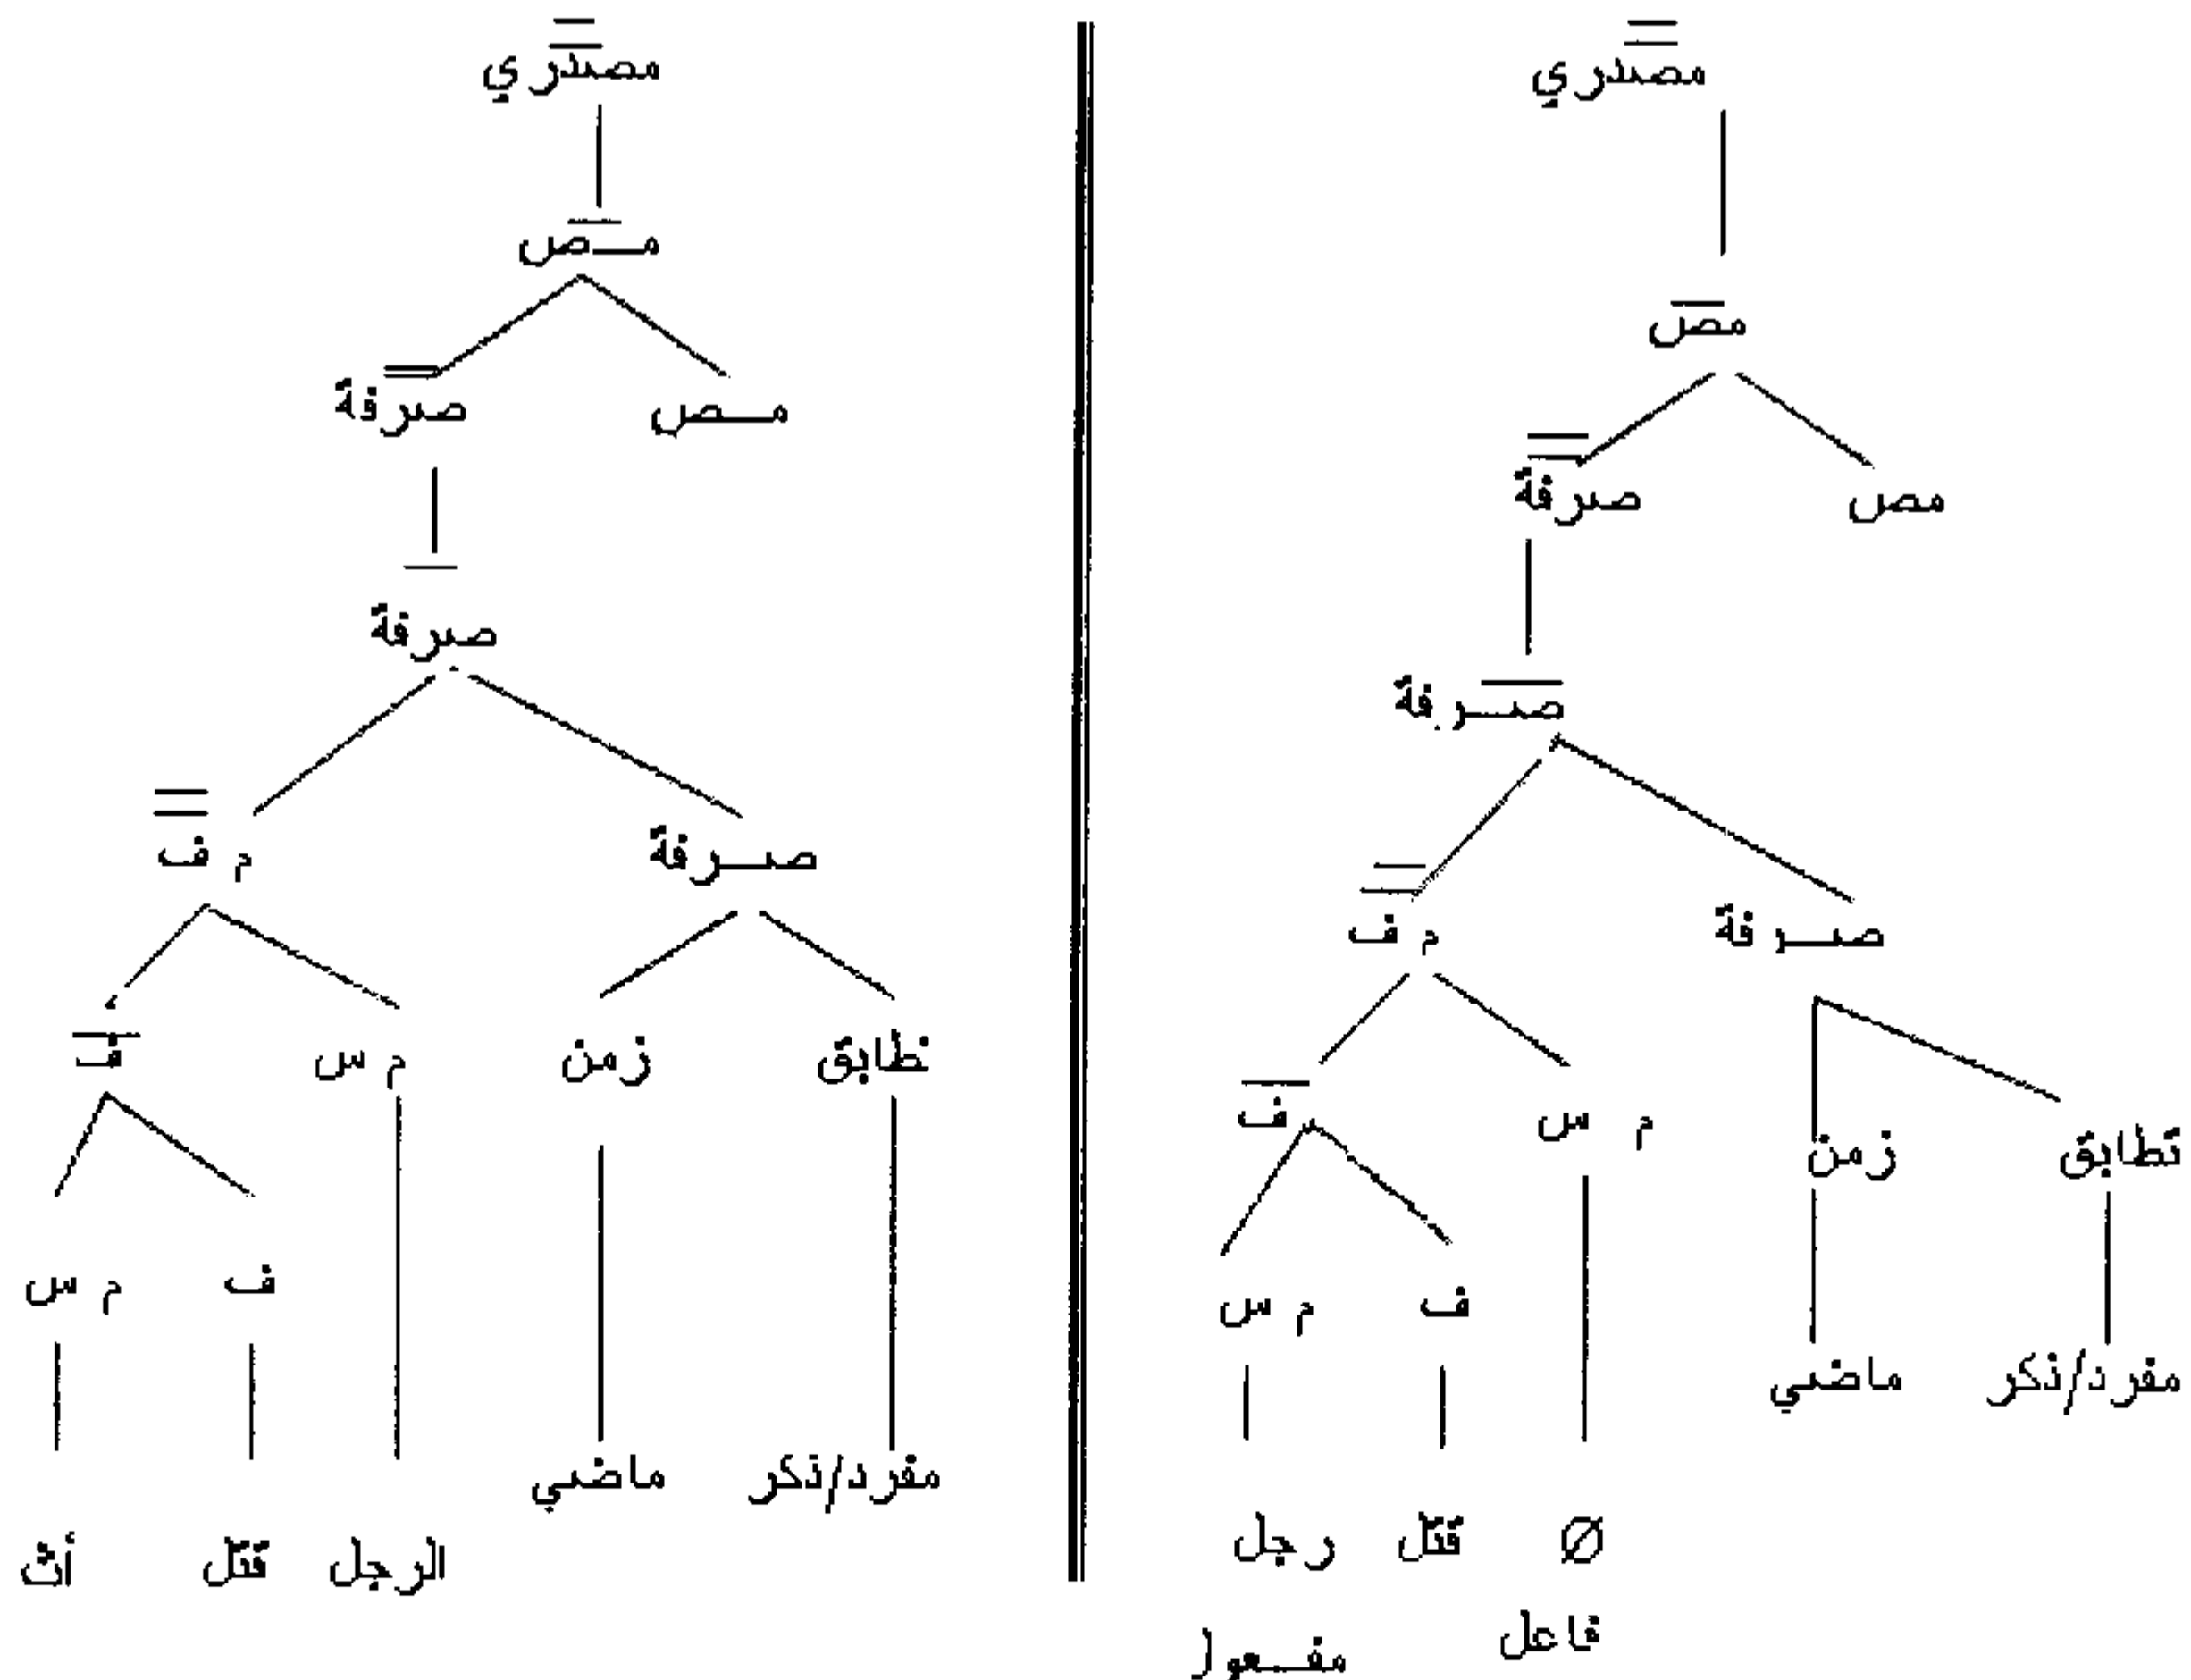 مصدري
مص
مص صرفة
صرفة
صرفة م ف
تطابق زمن م س ف
ف م س
مفرد/ذكر ماضي
الرجل قتل
مصدري
مص
مص صرفة
صرفة
صرفة م ف
تطابق زمن م س ف
ف م س
مفرد/ذكر ماضي
Ø قتل رجل
فاعل مفعول